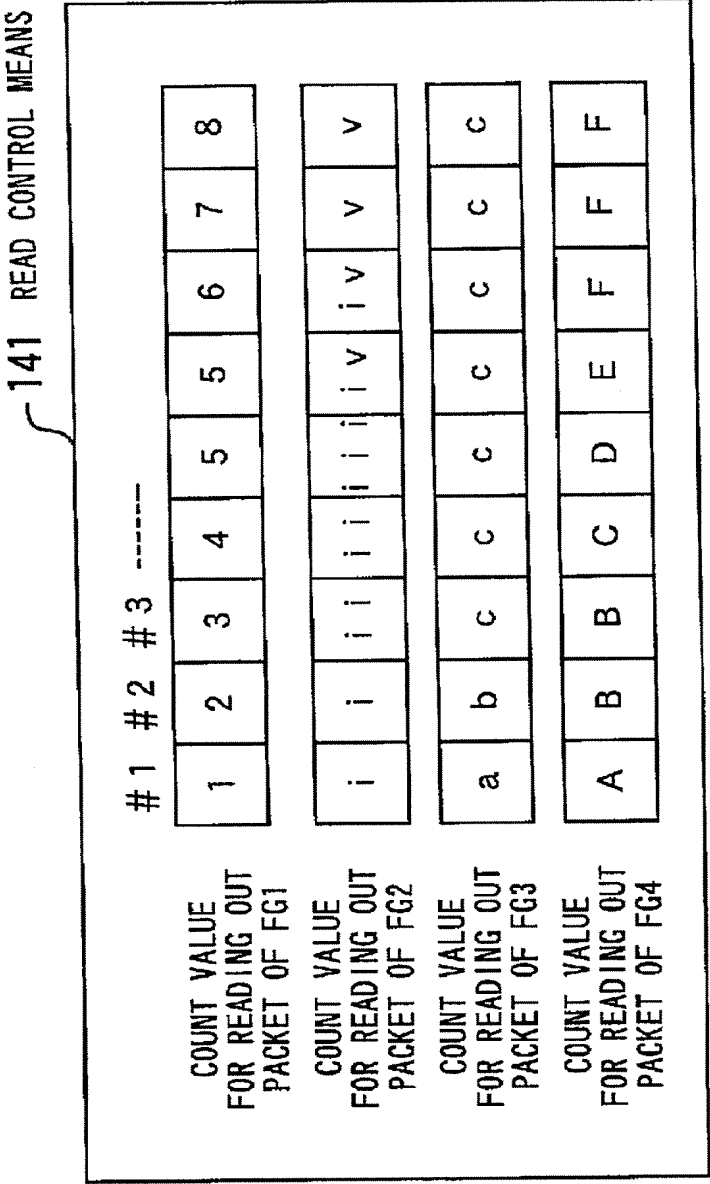 141 READ CONTROL MEANS
#1 #2 #3 ------
COUNT VALUE
FOR READING OUT
PACKET OF FG1
1 2 3 4 5 5 6 7 8
COUNT VALUE
FOR READING OUT
PACKET OF FG2
i i ii ii iii iv iv v v
COUNT VALUE
FOR READING OUT
PACKET OF FG3
a b c c c c c c c
COUNT VALUE
FOR READING OUT
PACKET OF FG4
A B B C D E F F F